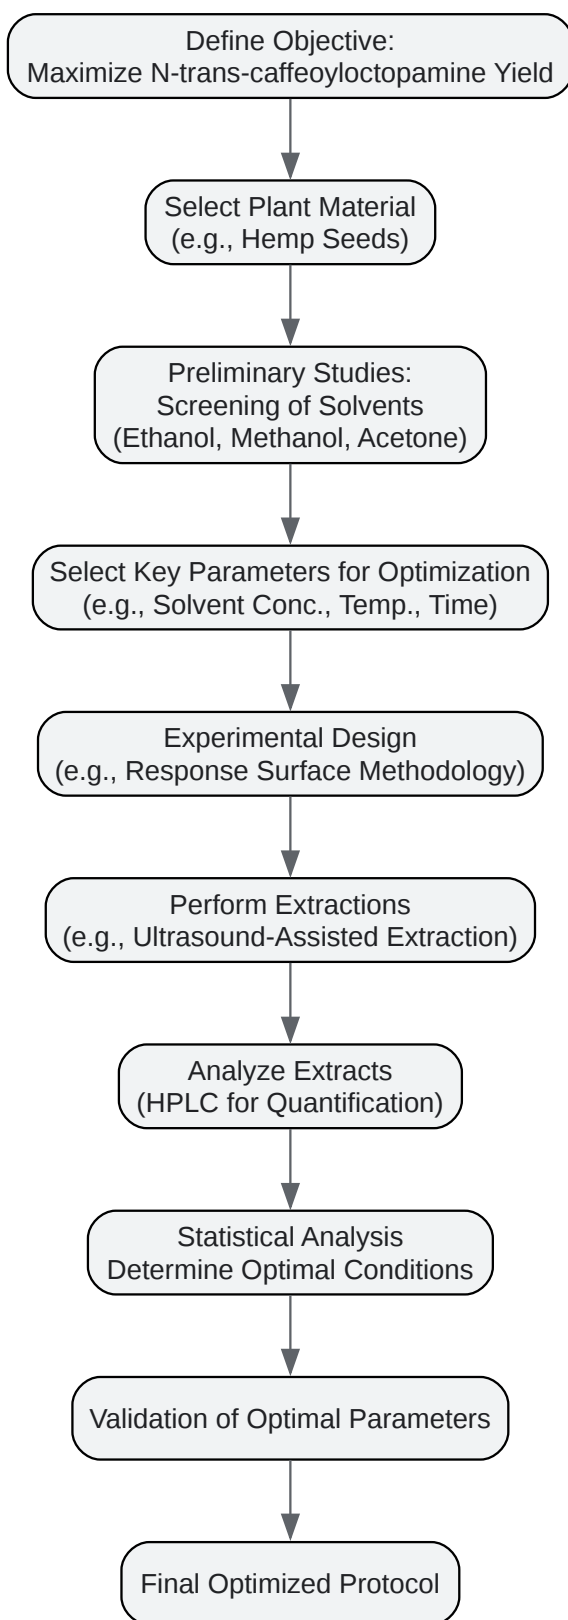 Define Objective:
Maximize N-trans-caffeoyloctopamine Yield
Select Plant Material
(e.g., Hemp Seeds)
Preliminary Studies:
Screening of Solvents
(Ethanol, Methanol, Acetone)
Select Key Parameters for Optimization
(e.g., Solvent Conc., Temp., Time)
Experimental Design
(e.g., Response Surface Methodology)
Perform Extractions
(e.g., Ultrasound-Assisted Extraction)
Analyze Extracts
(HPLC for Quantification)
Statistical Analysis
Determine Optimal Conditions
Validation of Optimal Parameters
Final Optimized Protocol